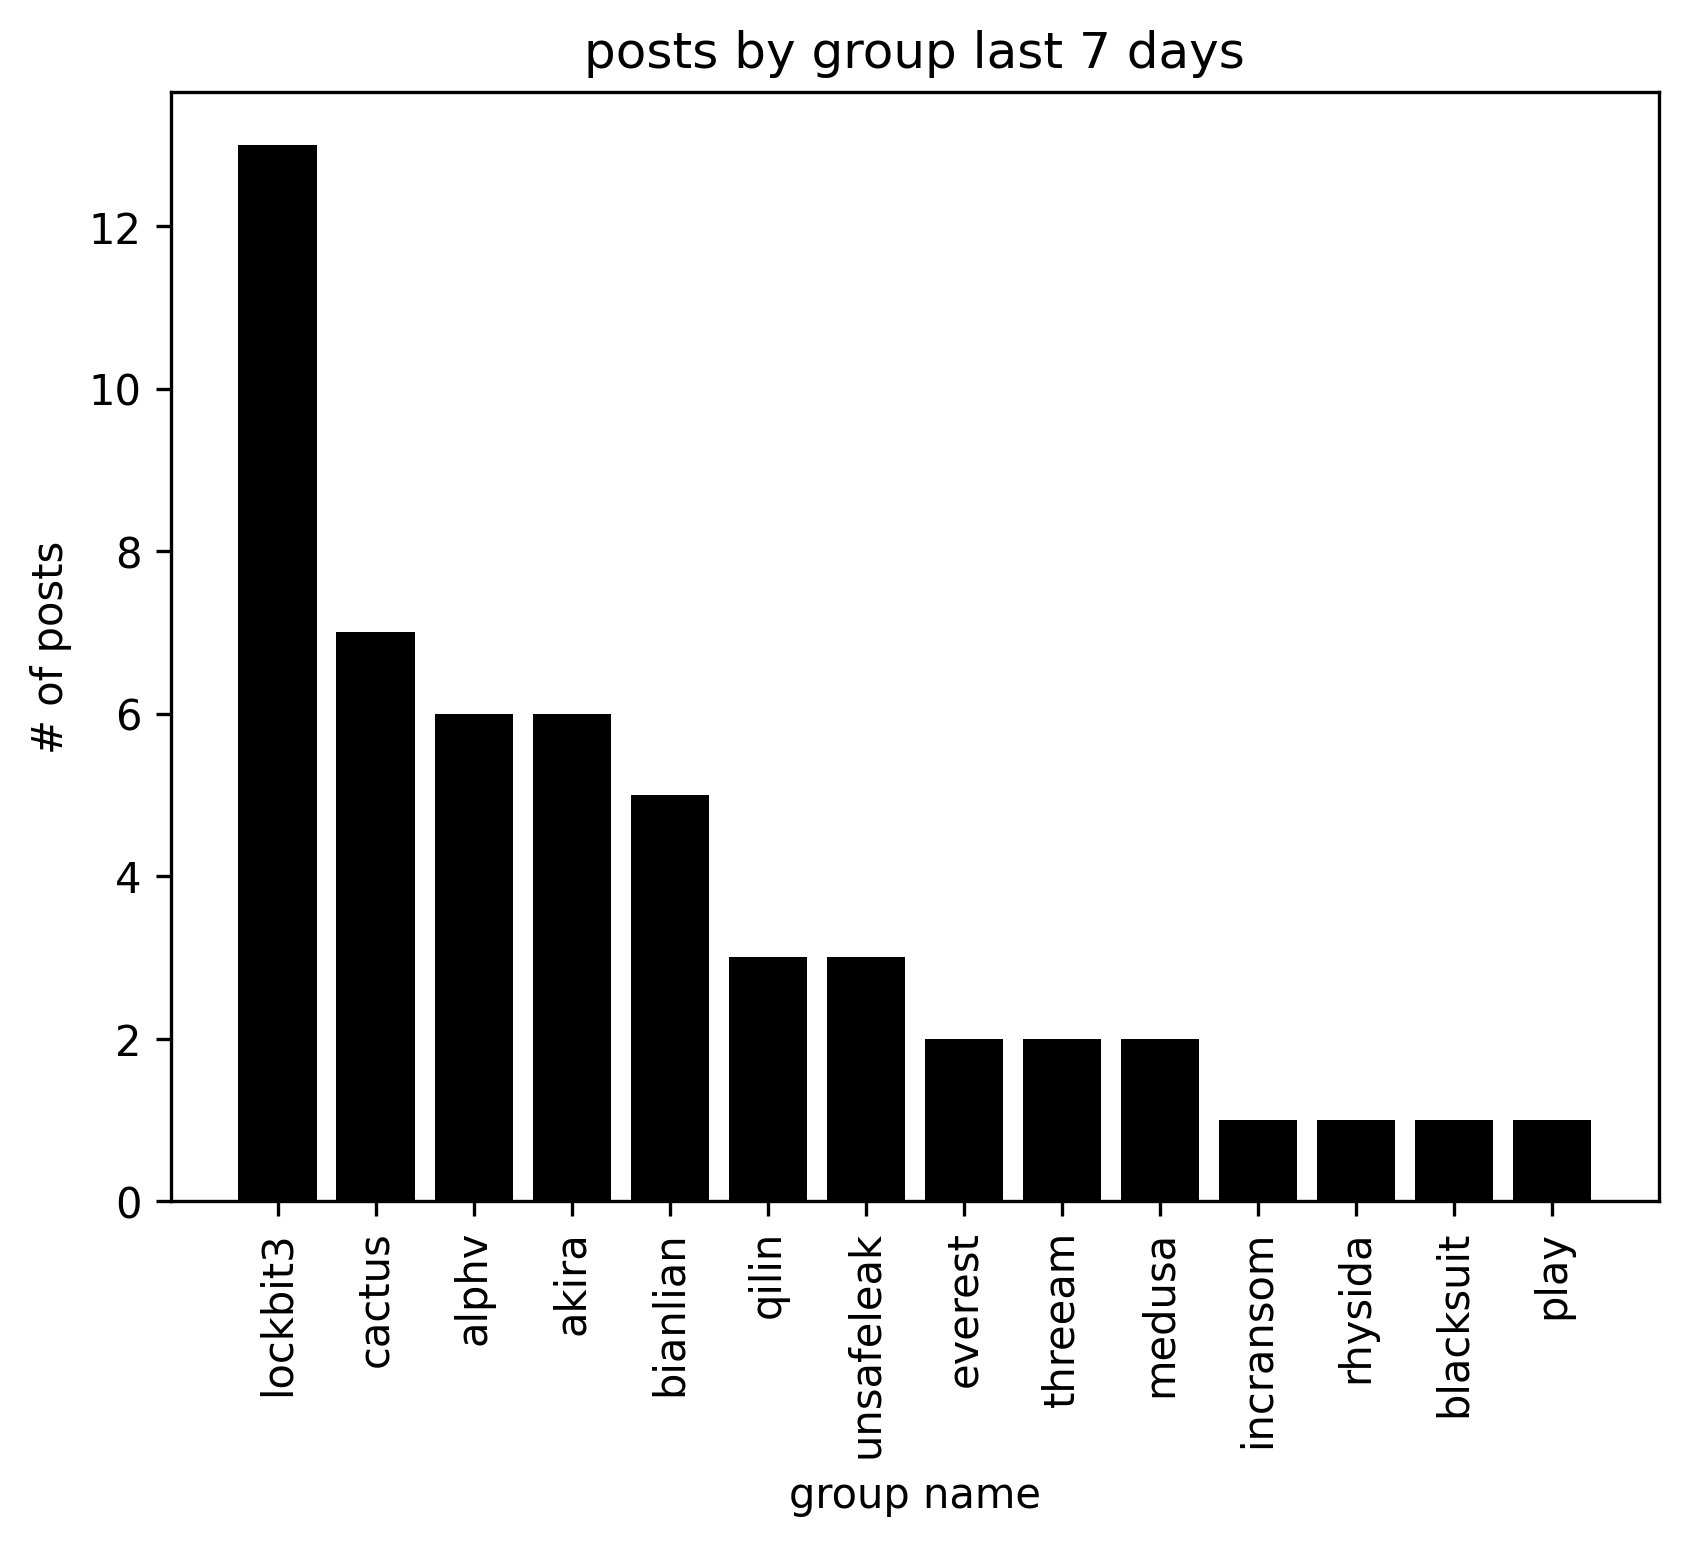 posts by group last 7 days
# of posts
12
10
8
6
4
2
0
lockbit3
cactus
alphv
akira
bianlian
qilin
unsafeleak
everest
threeam
medusa
incransom
rhysida
blacksuit
play
group name